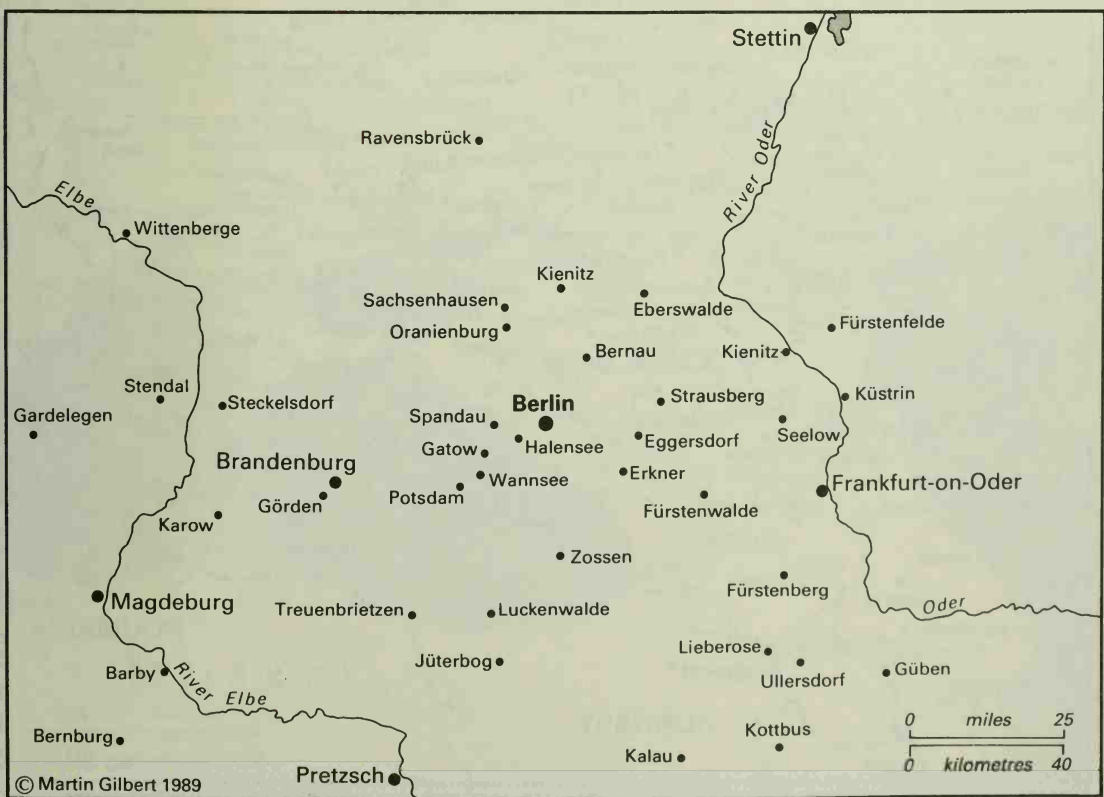 Stettin
Ravensbrück
River Oder
Elbe
Wittenberge
Kienitz
Sachsenhausen
Eberswalde
Oranienburg
Fürstenfelde
Bernau
Kienitz
Stendal
Steckelsdorf
Strausberg
Küstrin
Gardelegen
Spandau
Berlin
Halensee
Eggersdorf
Seelow
Gatow
Brandenburg
Wannsee
Erkner
Potsdam
Frankfurt-on-Oder
Görden
Fürstenwalde
Karow
Zossen
Fürstenberg
Magdeburg
Treuenbrietzen
Luckenwalde
Oder
Lieberose
Jüterbog
Barby
River Elbe
Ullersdorf
Güben
0 miles 25
Bernburg
Kottbus
Kalau
0 kilometres 40
Pretzsch
© Martin Gilbert 1989